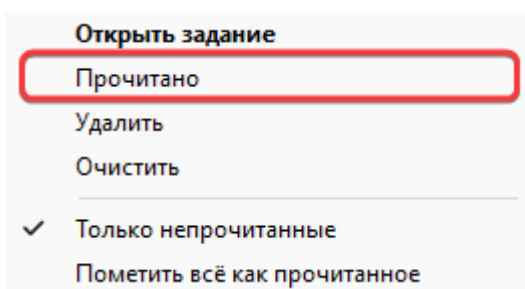 Открыть задание
Прочитано
Удалить
Очистить
Только непрочитанные
Пометить всё как прочитанное